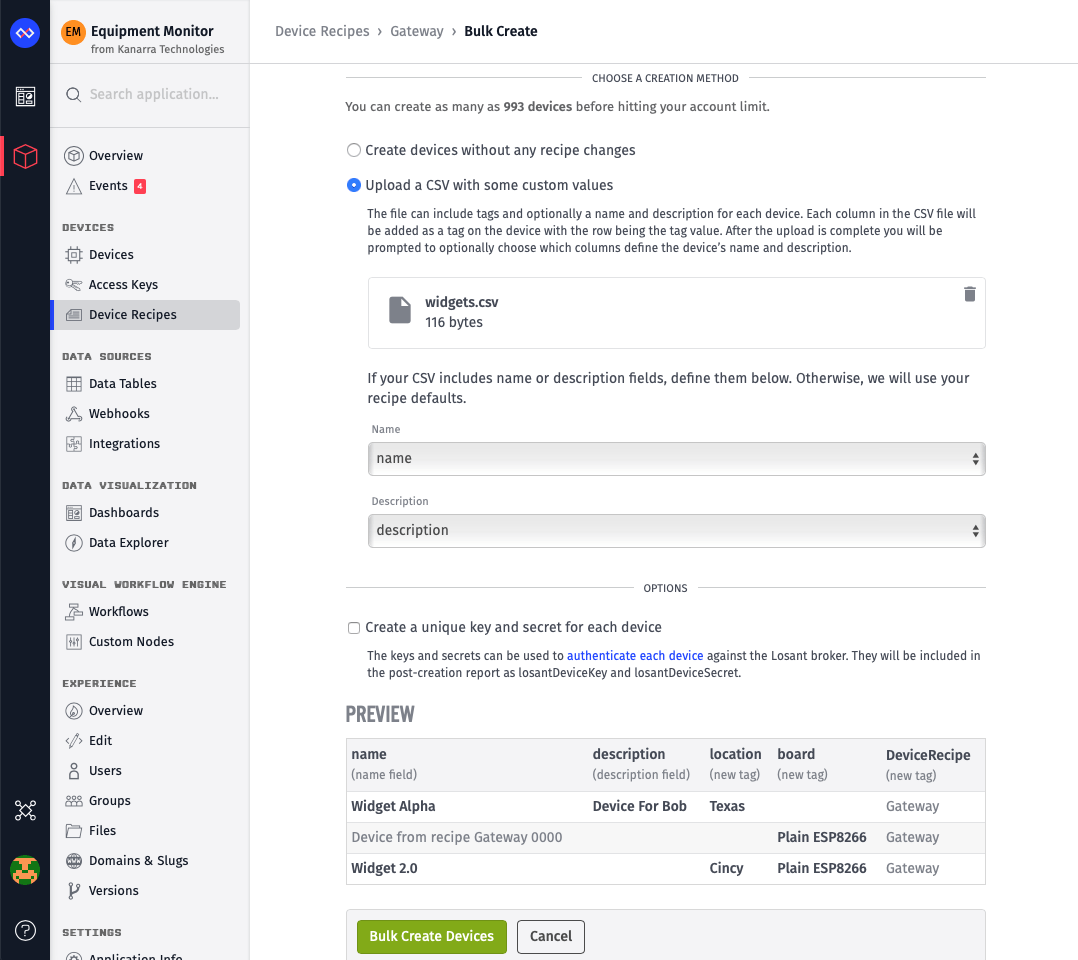 EM
Equipment Monitor
from Kanarra Technologies
Search application...
Overview
Events 4
DEVICES
Devices
Access Keys
Device Recipes
DATA SOURCES
Data Tables
Webhooks
Integrations
DATA VISUALIZATION
Dashboards
Data Explorer
VISUAL WORKFLOW ENGINE
Workflows
Custom Nodes
EXPERIENCE
Overview
Edit
Users
Groups
Files
Domains & Slugs
Versions
SETTINGS
Application Info
Device Recipes › Gateway › Bulk Create
CHOOSE A CREATION METHOD
You can create as many as 993 devices before hitting your account limit.
Create devices without any recipe changes
Upload a CSV with some custom values
The file can include tags and optionally a name and description for each device. Each column in the CSV file will
be added as a tag on the device with the row being the tag value. After the upload is complete you will be
prompted to optionally choose which columns define the device's name and description.
widgets.csv
116 bytes
If your CSV includes name or description fields, define them below. Otherwise, we will use your
recipe defaults.
Name
name
Description
description
OPTIONS
Create a unique key and secret for each device
The keys and secrets can be used to authenticate each device against the Losant broker. They will be included in
the post-creation report as losantDeviceKey and losantDeviceSecret.
PREVIEW
name description location board DeviceRecipe
(name field) (description field) (new tag) (new tag) (new tag)
Widget Alpha Device For Bob Texas Gateway
Device from recipe Gateway 0000 Plain ESP8266 Gateway
Widget 2.0 Cincy Plain ESP8266 Gateway
Bulk Create Devices Cancel